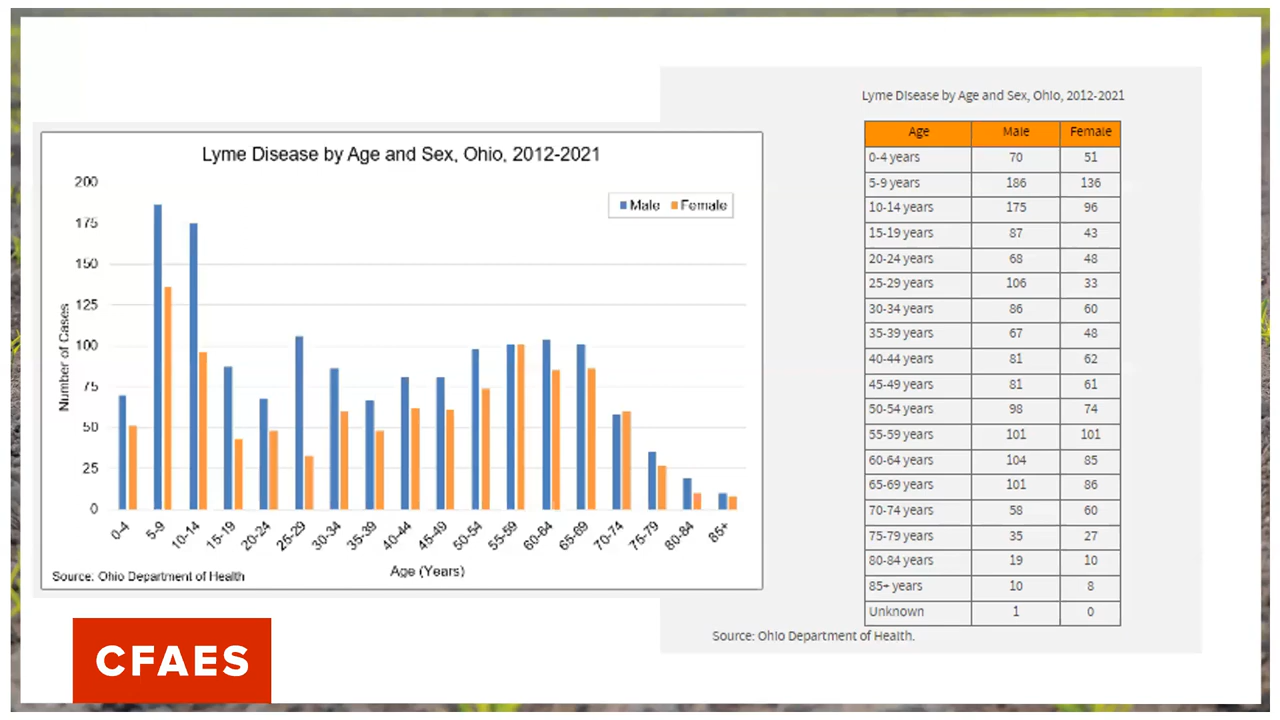 Lyme Disease by Age and Sex, Ohio, 2012-2021
200
175
150
125
100
75
50
25
0
Number of Cases
Male Female
0-4 5-9 10-14 15-19 20-24 25-29 30-34 35-39 40-44 45-49 50-54 55-59 60-64 65-69 70-74 75-79 80-84 85+
Age (Years)
Source: Ohio Department of Health
Lyme Disease by Age and Sex, Ohio, 2012-2021
Age Male Female
0-4 years 70 51
5-9 years 186 136
10-14 years 175 96
15-19 years 87 43
20-24 years 68 48
25-29 years 106 33
30-34 years 86 60
35-39 years 67 48
40-44 years 81 62
45-49 years 81 61
50-54 years 98 74
55-59 years 101 101
60-64 years 104 85
65-69 years 101 86
70-74 years 58 60
75-79 years 35 27
80-84 years 19 10
85+ years 10 8
Unknown 1 0
Source: Ohio Department of Health.
CFAES